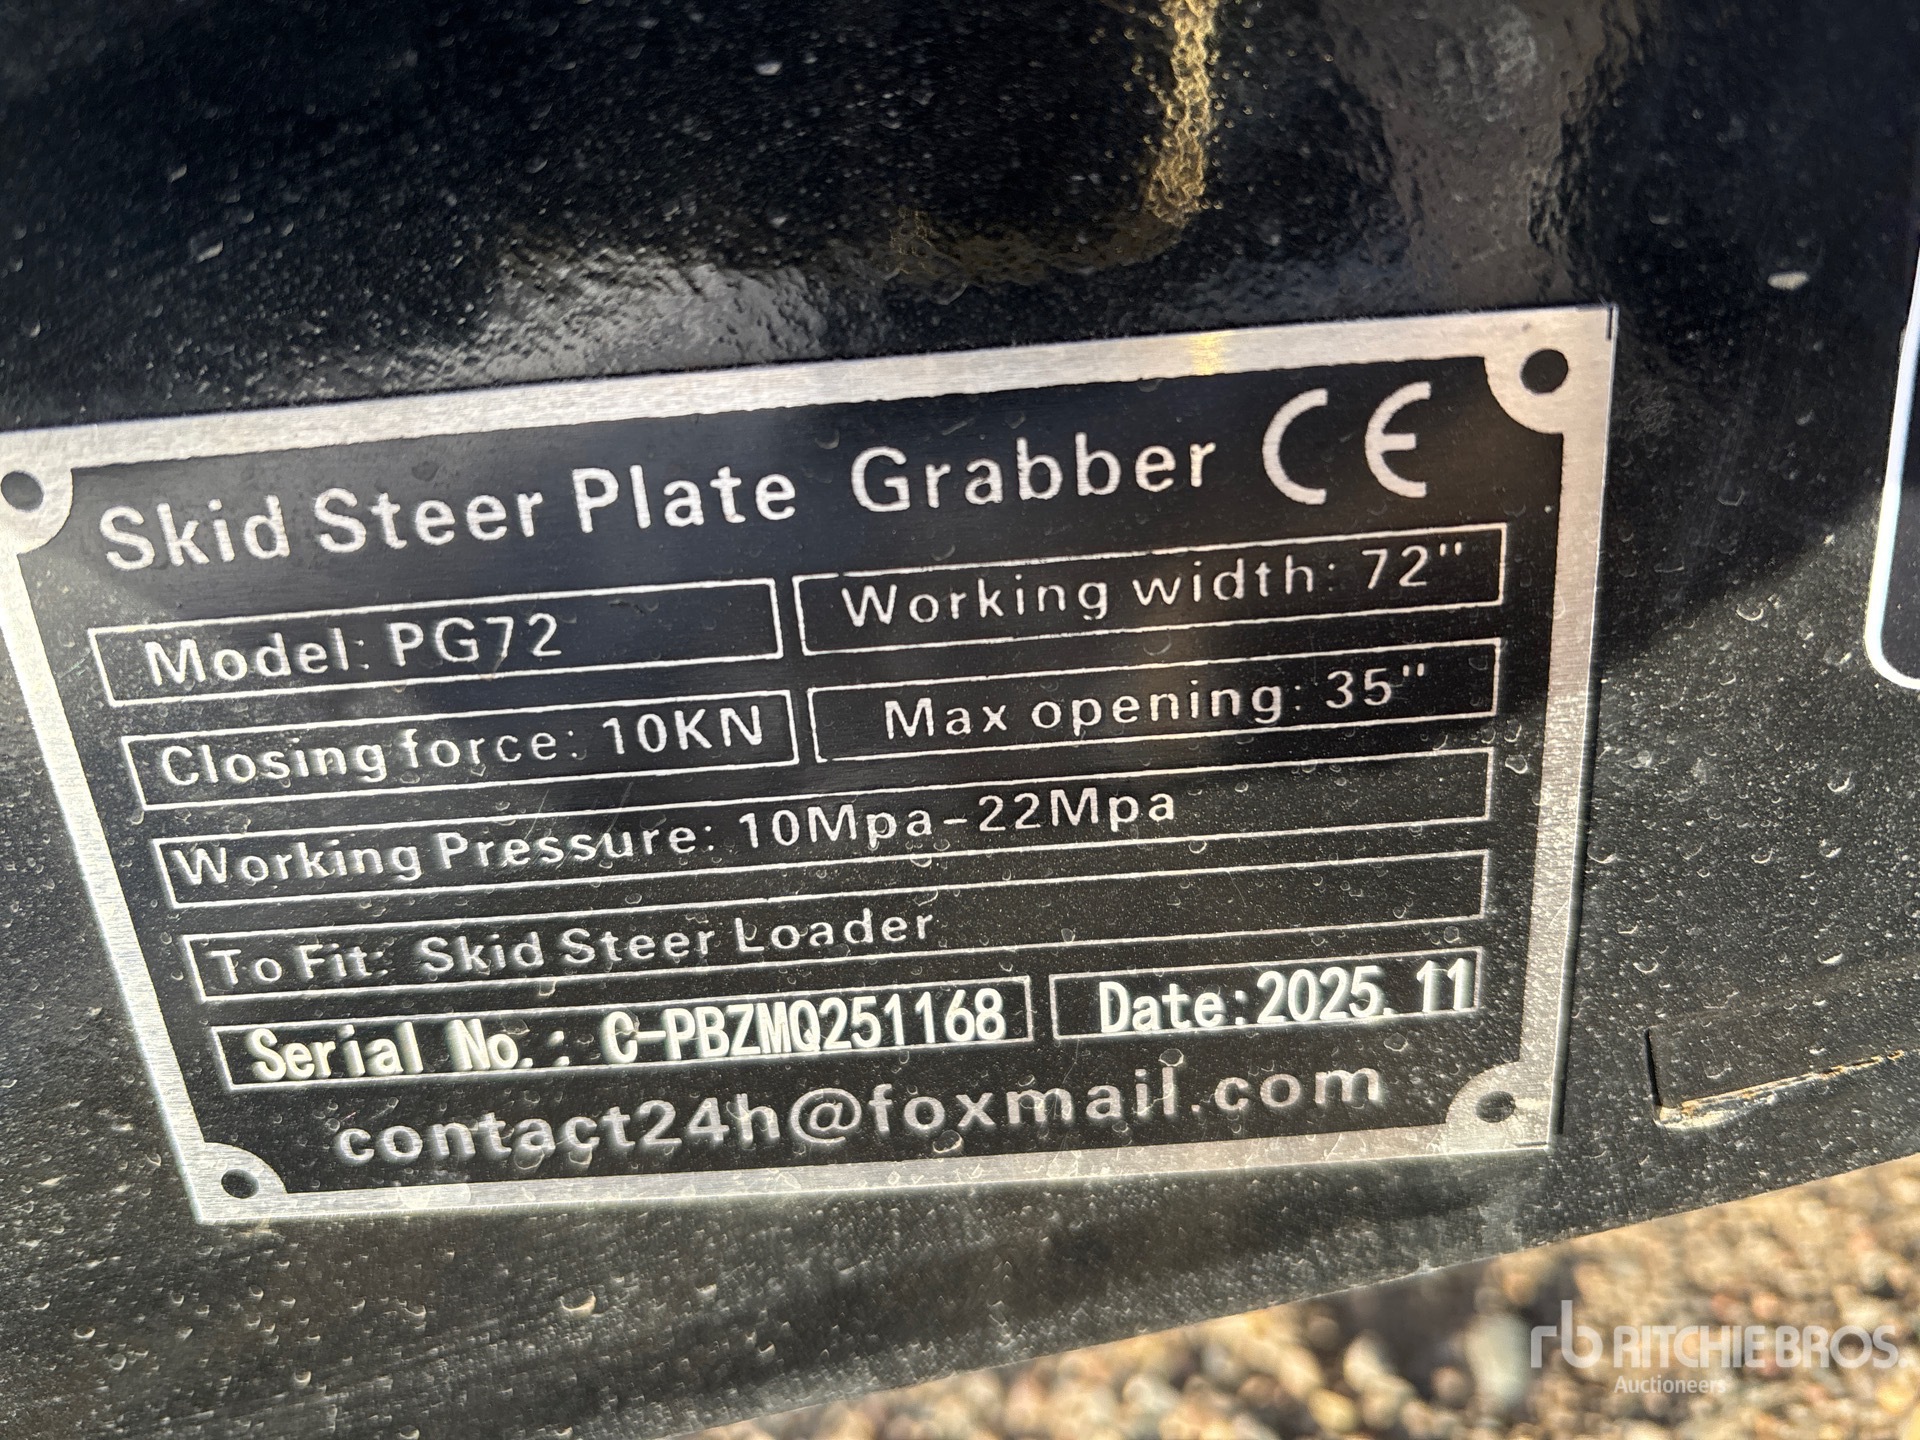 Skid Steer Plate Grabber CE
Model: PG72
Working width: 72"
Closing force: 10KN
Max opening: 35"
Working Pressure: 10Mpa-22Mpa
To Fit: Skid Steer Loader
Serial No.: C-PBZMQ251168
Date:2025.11
contact24h@foxmail.com
rb RITCHIE BROS.
Auctioneers